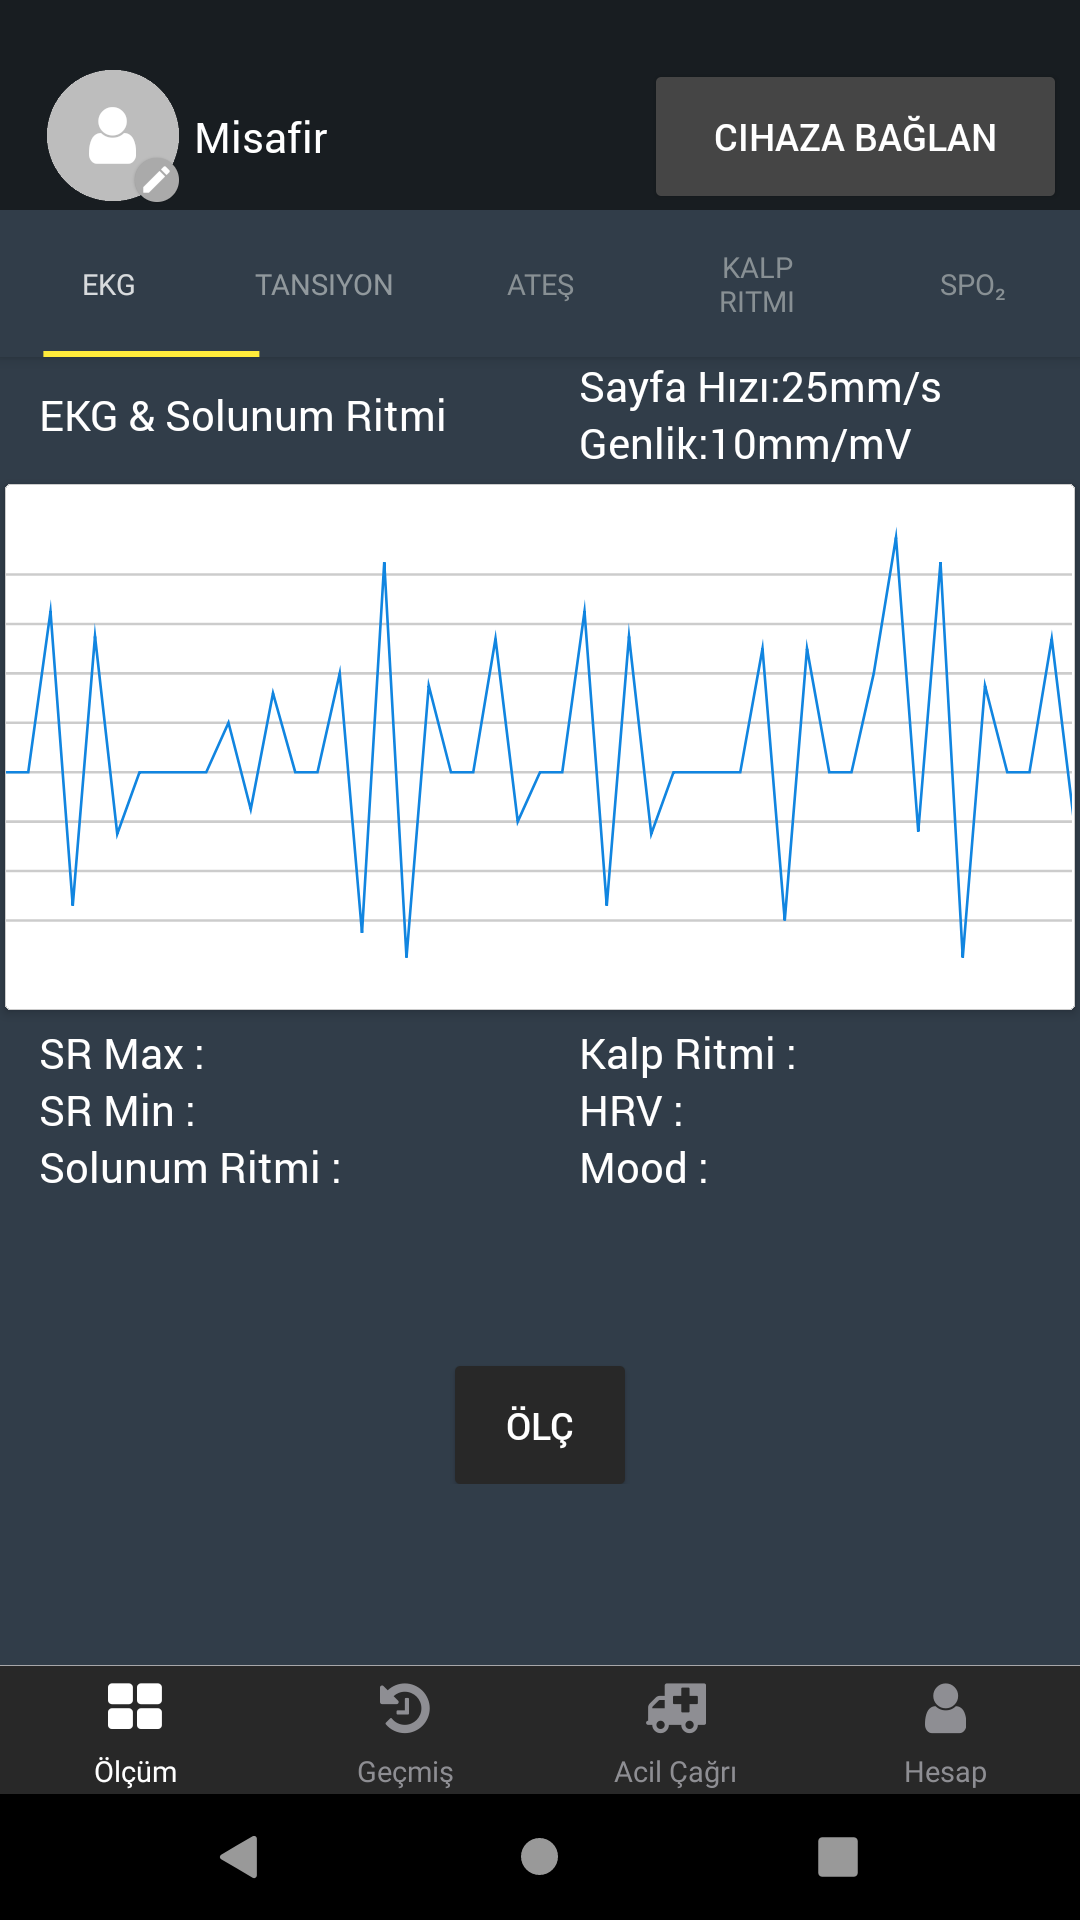 Misafir
CIHAZA BAĞLAN
EKG
TANSIYON
ATEŞ
KALP
RITMI
SPO₂
EKG & Solunum Ritmi
Sayfa Hızı:25mm/s
Genlik:10mm/mV
SR Max :
SR Min :
Solunum Ritmi :
Kalp Ritmi :
HRV :
Mood :
ÖLÇ
Ölçüm
Geçmiş
Acil Çağrı
Hesap